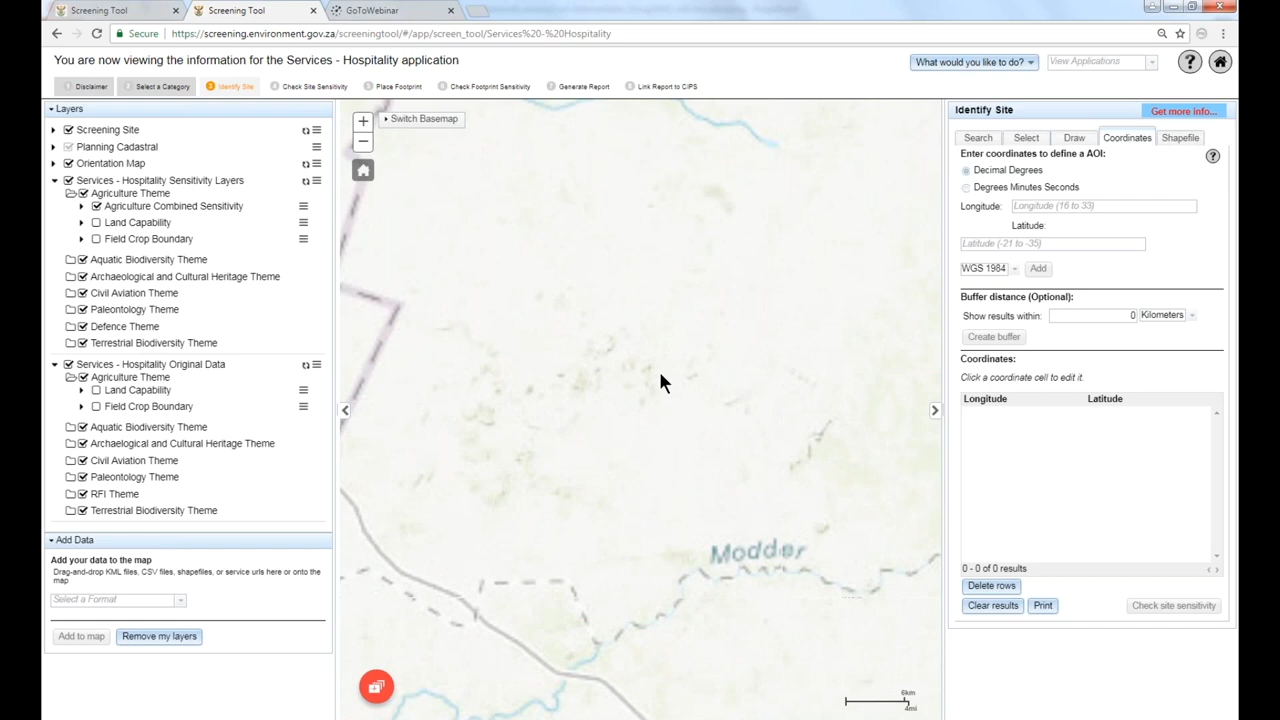 Screening Tool
Screening Tool
GoToWebinar
Secure
https://screening.environment.gov.za/screeningtool/#/app/screen_tool/Services%20-%20Hospitality
You are now viewing the information for the Services - Hospitality application
What would you like to do?
View Applications
?
1 Disclaimer
2 Select a Category
3 Identify Site
4 Check Site Sensitivity
5 Place Footprint
6 Check Footprint Sensitivity
7 Generate Report
8 Link Report to CIPS
Layers
Screening Site
Planning Cadastral
Orientation Map
Services - Hospitality Sensitivity Layers
Agriculture Theme
Agriculture Combined Sensitivity
Land Capability
Field Crop Boundary
Aquatic Biodiversity Theme
Archaeological and Cultural Heritage Theme
Civil Aviation Theme
Paleontology Theme
Defence Theme
Terrestrial Biodiversity Theme
Services - Hospitality Original Data
Agriculture Theme
Land Capability
Field Crop Boundary
Aquatic Biodiversity Theme
Archaelogical and Cultural Heritage Theme
Civil Aviation Theme
Paleontology Theme
RFI Theme
Terrestrial Biodiversity Theme
Add Data
Add your data to the map
Drag-and-drop KML files, CSV files, shapefiles, or service urls here or onto the
map
Select a Format
Add to map
Remove my layers
+
−
Switch Basemap
Modder
6km
4mi
Identify Site
Get more info...
Search
Select
Draw
Coordinates
Shapefile
Enter coordinates to define a AOI:
?
Decimal Degrees
Degrees Minutes Seconds
Longitude:
Longitude (16 to 33)
Latitude:
Latitude (-21 to -35)
WGS 1984
Add
Buffer distance (Optional):
Show results within:
0
Kilometers
Create buffer
Coordinates:
Click a coordinate cell to edit it.
Longitude
Latitude
0 - 0 of 0 results
Delete rows
Clear results
Print
Check site sensitivity